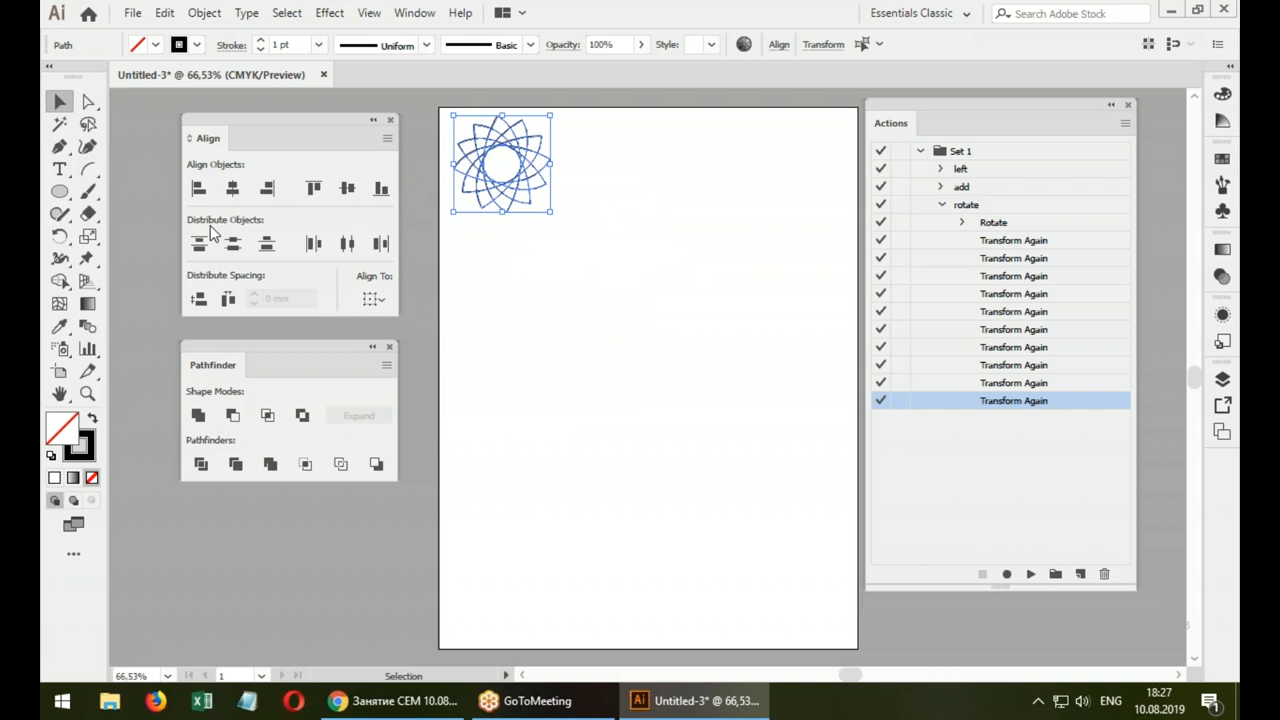 Ai File Edit Object Type Select Effect View Window Help Essentials Classic Search Adobe Stock
Path Stroke: 1 pt Uniform Basic Opacity: 100% Style: Align Transform
Untitled-3* @ 66,53% (CMYK/Preview)
Align
Align Objects:
Distribute Objects:
Distribute Spacing: Align To:
0 mm
Pathfinder
Shape Modes:
Expand
Pathfinders:
Actions
Set 1
left
add
rotate
Rotate
Transform Again
Transform Again
Transform Again
Transform Again
Transform Again
Transform Again
Transform Again
Transform Again
Transform Again
Transform Again
66,53% 1 Selection
Занятие СЕМ 10.08... GoToMeeting Ai Untitled-3* @ 66,53... ENG 18:27
10.08.2019
1